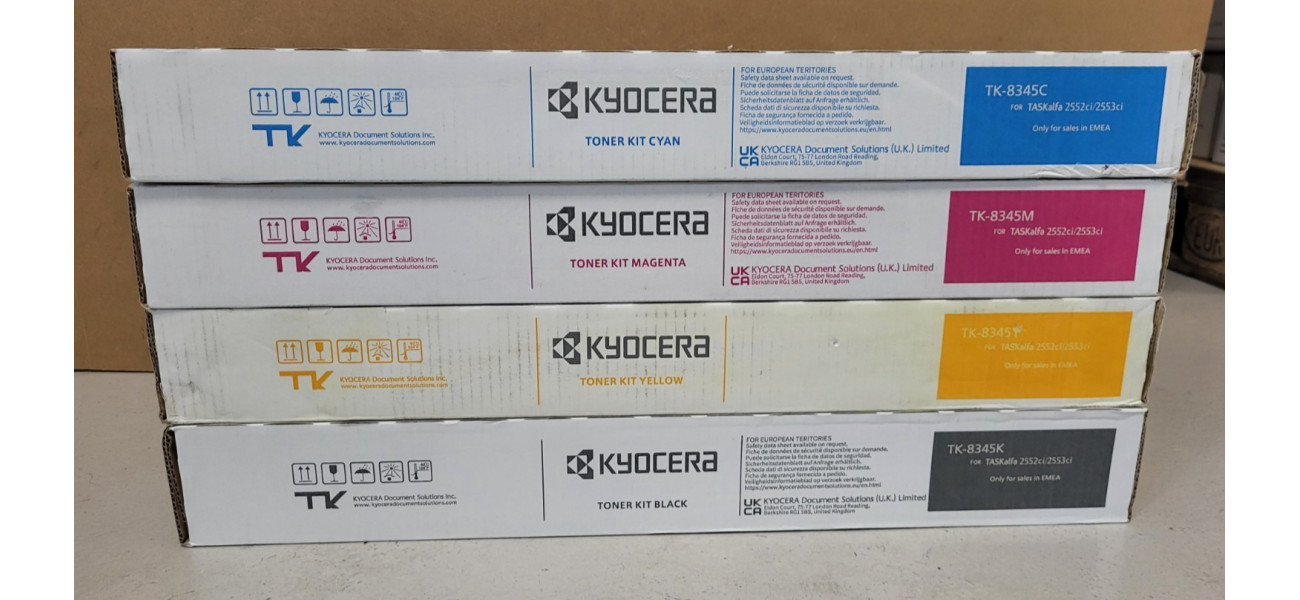 TK KYOCERA Document Solutions Inc.
www.kyoceradocumentsolutions.com
KYOCERA
TONER KIT CYAN
FOR EUROPEAN TERITORIES
Safety data sheet available on request.
Fiche de données de sécurité disponible sur demande.
Puede solicitarse la ficha de datos de seguridad.
Sicherheitsdatenblatt auf Anfrage erhältlich.
Scheda dati di sicurezza disponibile su richiesta.
Ficha de segurança fornecida a pedido.
Veiligheidsinformatieblad op verzoek verkrijgbaar.
https://www.kyoceradocumentsolutions.eu/en.html
UK
CA
KYOCERA Document Solutions (U.K.) Limited
Eldon Court, 75-77 London Road Reading,
Berkshire RG1 5BS, United Kingdom
TK-8345C
FOR TASKalfa 2552ci/2553ci
Only for sales in EMEA
TK KYOCERA Document Solutions Inc.
www.kyoceradocumentsolutions.com
KYOCERA
TONER KIT MAGENTA
FOR EUROPEAN TERITORIES
Safety data sheet available on request.
Fiche de données de sécurité disponible sur demande.
Puede solicitarse la ficha de datos de seguridad.
Sicherheitsdatenblatt auf Anfrage erhältlich.
Scheda dati di sicurezza disponibile su richiesta.
Ficha de segurança fornecida a pedido.
Veiligheidsinformatieblad op verzoek verkrijgbaar.
https://www.kyoceradocumentsolutions.eu/en.html
UK
CA
KYOCERA Document Solutions (U.K.) Limited
Eldon Court, 75-77 London Road Reading,
Berkshire RG1 5BS, United Kingdom
TK-8345M
FOR TASKalfa 2552ci/2553ci
Only for sales in EMEA
TK KYOCERA Document Solutions Inc.
www.kyoceradocumentsolutions.com
KYOCERA
TONER KIT YELLOW
TK-8345Y
FOR TASKalfa 2552ci/2553ci
Only for sales in EMEA
TK KYOCERA Document Solutions Inc.
www.kyoceradocumentsolutions.com
KYOCERA
TONER KIT BLACK
FOR EUROPEAN TERITORIES
Safety data sheet available on request.
Fiche de données de sécurité disponible sur demande.
Puede solicitarse la ficha de datos de seguridad.
Sicherheitsdatenblatt auf Anfrage erhältlich.
Scheda dati di sicurezza disponibile su richiesta.
Ficha de segurança fornecida a pedido.
Veiligheidsinformatieblad op verzoek verkrijgbaar.
https://www.kyoceradocumentsolutions.eu/en.html
UK
CA
KYOCERA Document Solutions (U.K.) Limited
Eldon Court, 75-77 London Road Reading,
Berkshire RG1 5BS, United Kingdom
TK-8345K
FOR TASKalfa 2552ci/2553ci
Only for sales in EMEA